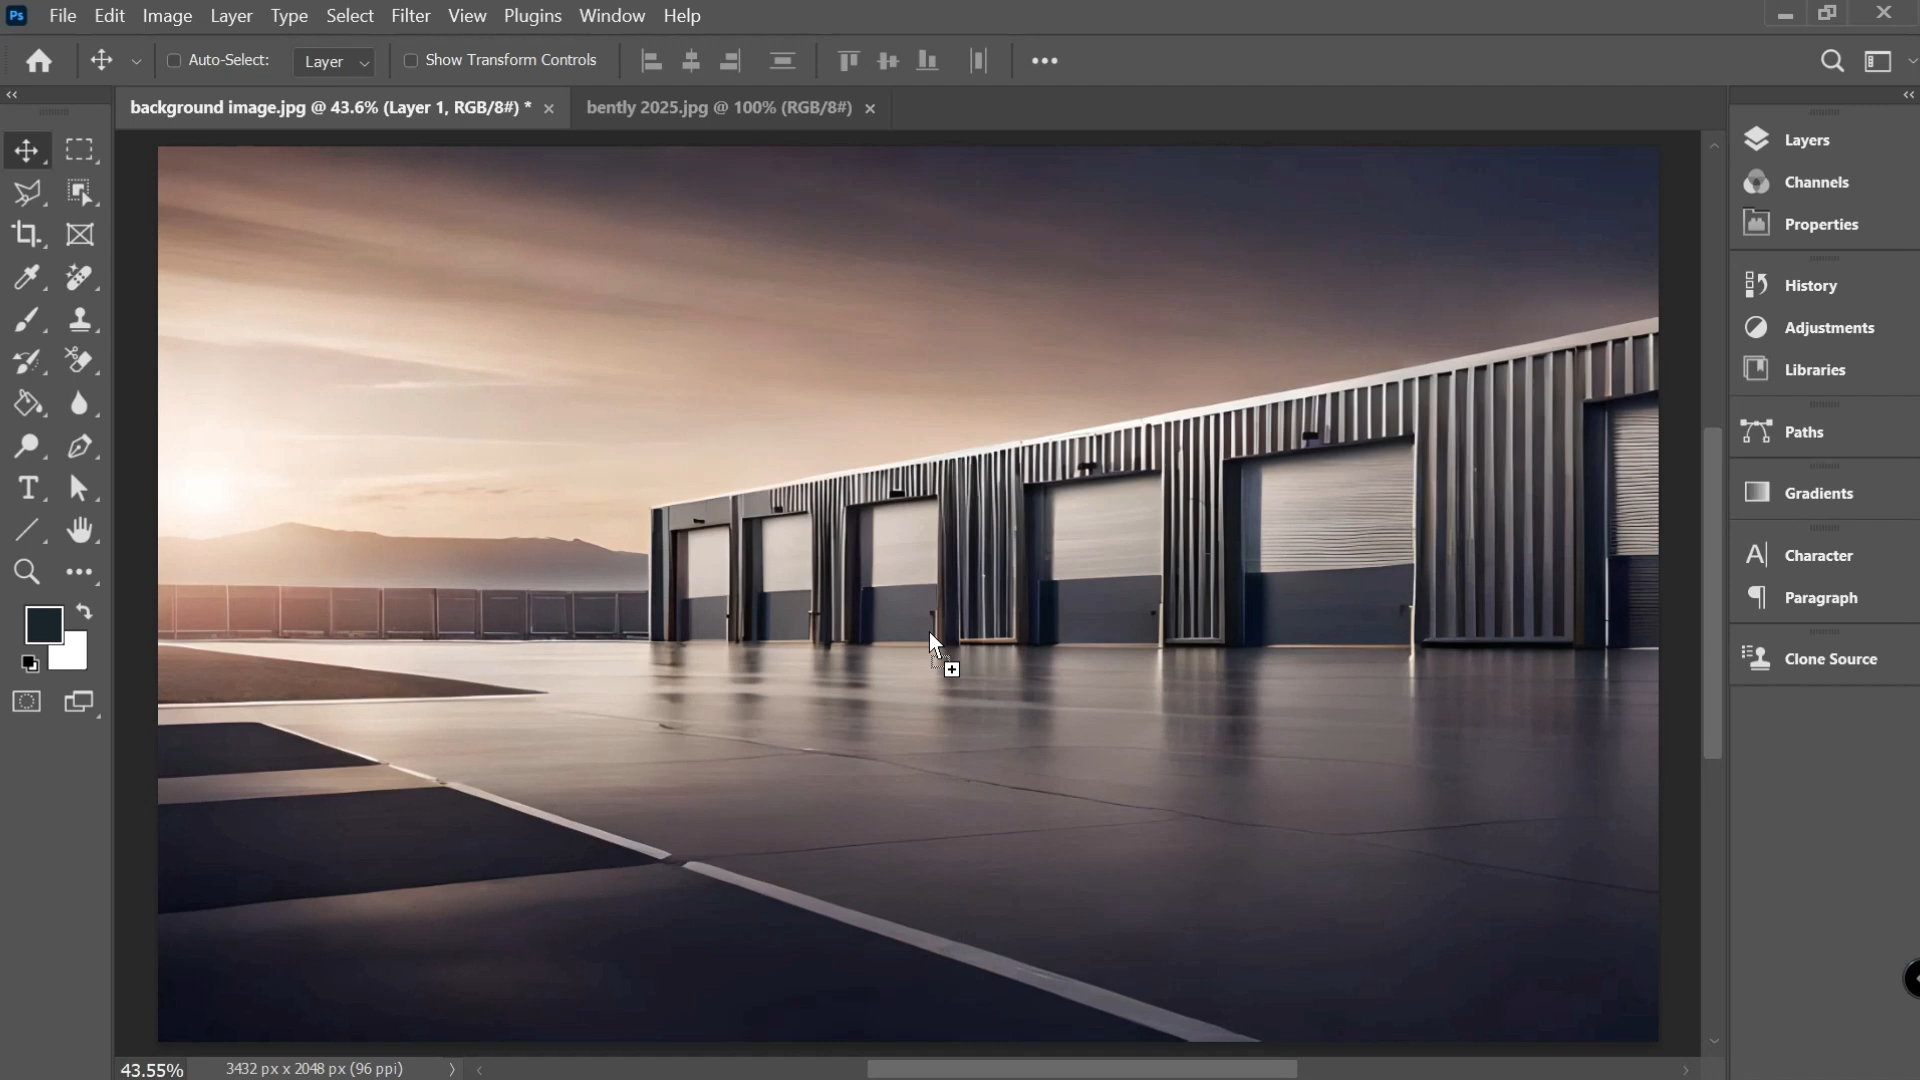 Ps File Edit Image Layer Type Select Filter View Plugins Window Help
Auto-Select: Layer Show Transform Controls
background image.jpg @ 43.6% (Layer 1, RGB/8#) * bently 2025.jpg @ 100% (RGB/8#)
Layers
Channels
Properties
History
Adjustments
Libraries
Paths
Gradients
Character
Paragraph
Clone Source
43.55% 3432 px x 2048 px (96 ppi)